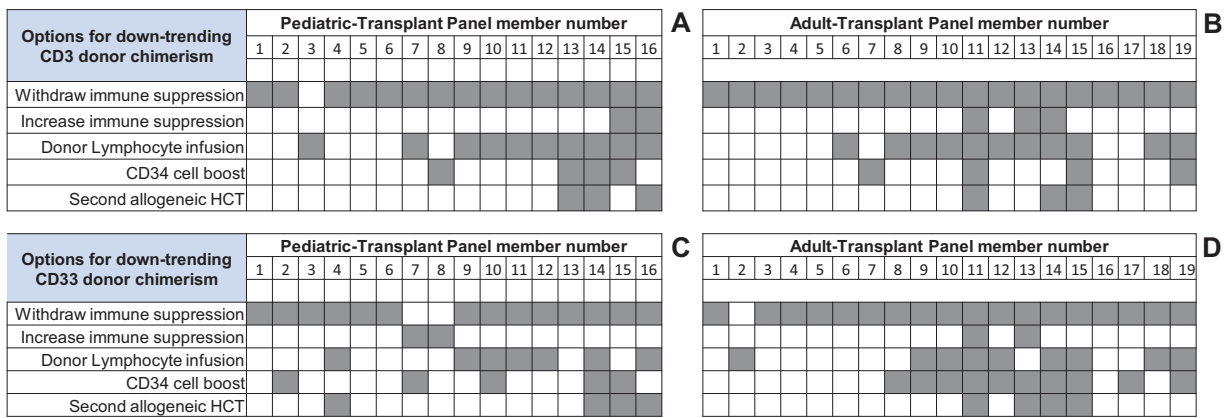 Options for down-trending CD3 donor chimerism
Pediatric-Transplant Panel member number
1 2 3 4 5 6 7 8 9 10 11 12 13 14 15 16
A
Adult-Transplant Panel member number
1 2 3 4 5 6 7 8 9 10 11 12 13 14 15 16 17 18 19
B
Withdraw immune suppression
Increase immune suppression
Donor Lymphocyte infusion
CD34 cell boost
Second allogeneic HCT
Options for down-trending CD33 donor chimerism
Pediatric-Transplant Panel member number
1 2 3 4 5 6 7 8 9 10 11 12 13 14 15 16
C
Adult-Transplant Panel member number
1 2 3 4 5 6 7 8 9 10 11 12 13 14 15 16 17 18 19
D
Withdraw immune suppression
Increase immune suppression
Donor Lymphocyte infusion
CD34 cell boost
Second allogeneic HCT